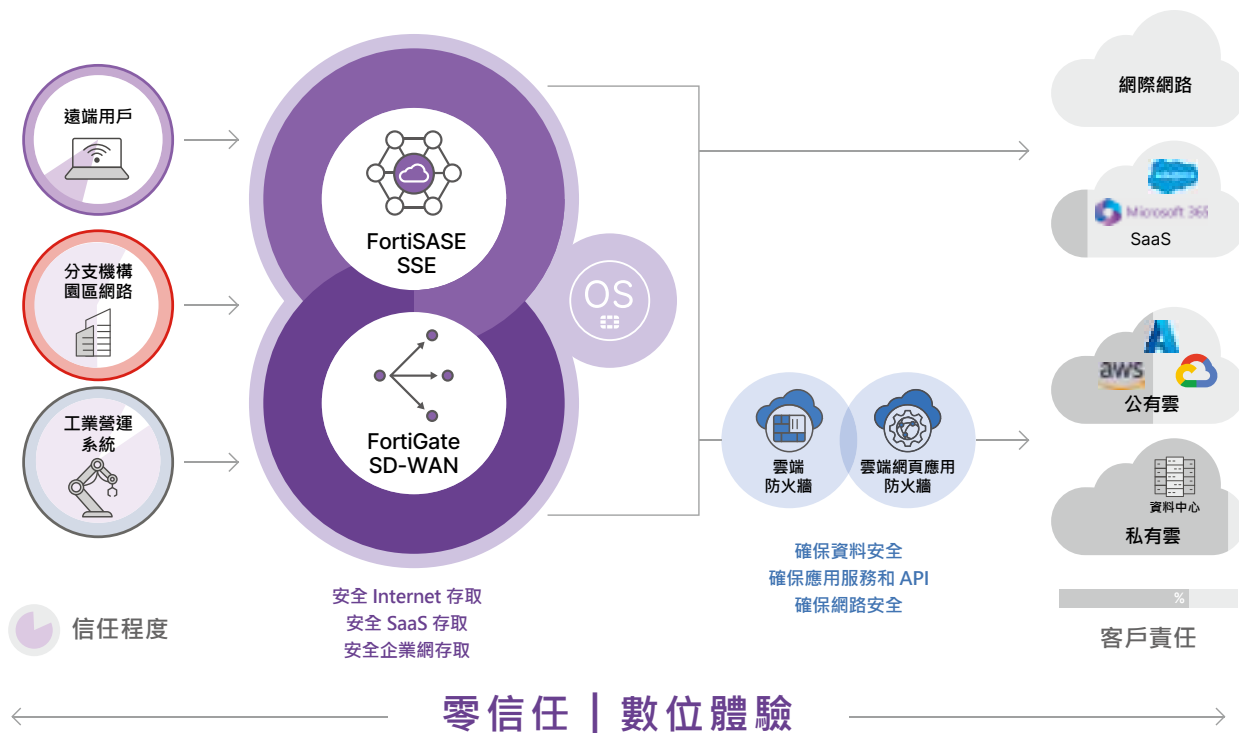 遠端用戶
分支機構
園區網路
工業營運
系統
信任程度
FortiSASE
SSE
FortiGate
SD-WAN
OS
安全 Internet 存取
安全 SaaS 存取
安全企業網存取
雲端
防火牆
雲端網頁應用
防火牆
確保資料安全
確保應用服務和 API
確保網路安全
網際網路
Microsoft 365
SaaS
aws
公有雲
資料中心
私有雲
%
客戶責任
零信任 | 數位體驗